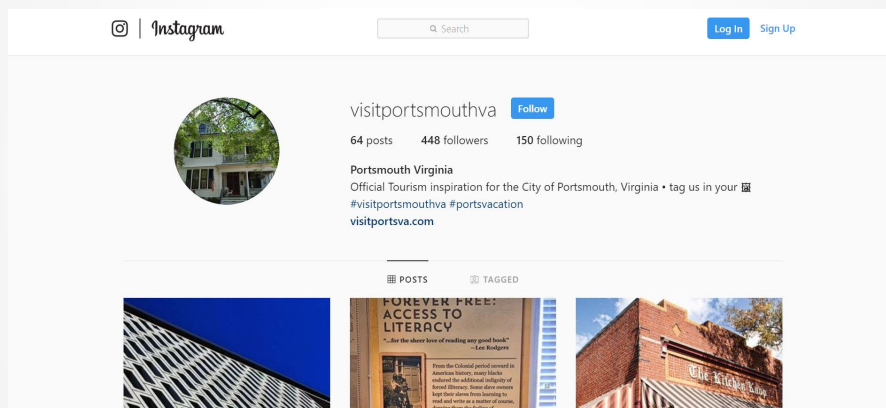 Instagram
Search
Log In
Sign Up
visitportsmouthva
Follow
64 posts 448 followers 150 following
Portsmouth Virginia
Official Tourism inspiration for the City of Portsmouth, Virginia • tag us in your 🖼
#visitportsmouthva #portsvacation
visitportsva.com
POSTS
TAGGED
FOREVER FREE:
ACCESS TO
LITERACY
"...for the sheer love of reading any good book"
—Len Rodgers
From the Colonial period onward in
American history, many blacks
endured the additional indignity of
forced illiteracy. Some slave owners
kept their slaves from learning to
read and write as a matter of course,
The Kitchen Koop